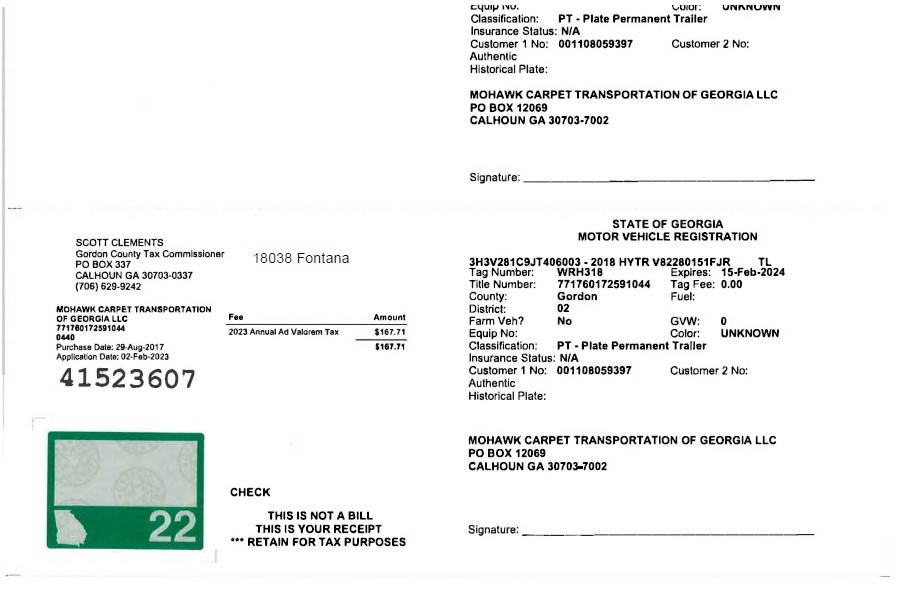 Equip No: Color: UNKNOWN
Classification: PT - Plate Permanent Trailer
Insurance Status: N/A
Customer 1 No: 001108059397 Customer 2 No:
Authentic
Historical Plate:
MOHAWK CARPET TRANSPORTATION OF GEORGIA LLC
PO BOX 12069
CALHOUN GA 30703-7002
Signature:
SCOTT CLEMENTS
Gordon County Tax Commissioner
PO BOX 337
CALHOUN GA 30703-0337
(706) 629-9242
18038 Fontana
MOHAWK CARPET TRANSPORTATION
OF GEORGIA LLC
771760172591044
0440
Purchase Date: 29-Aug-2017
Application Date: 02-Feb-2023
41523607
Fee Amount
2023 Annual Ad Valorem Tax $167.71
$167.71
22
CHECK
THIS IS NOT A BILL
THIS IS YOUR RECEIPT
*** RETAIN FOR TAX PURPOSES
STATE OF GEORGIA
MOTOR VEHICLE REGISTRATION
3H3V281C9JT406003 - 2018 HYTR V82280151FJR TL
Tag Number: WRH318 Expires: 15-Feb-2024
Title Number: 771760172591044 Tag Fee: 0.00
County: Gordon Fuel:
District: 02
Farm Veh? No GVW: 0
Equip No: Color: UNKNOWN
Classification: PT - Plate Permanent Trailer
Insurance Status: N/A
Customer 1 No: 001108059397 Customer 2 No:
Authentic
Historical Plate:
MOHAWK CARPET TRANSPORTATION OF GEORGIA LLC
PO BOX 12069
CALHOUN GA 30703-7002
Signature: